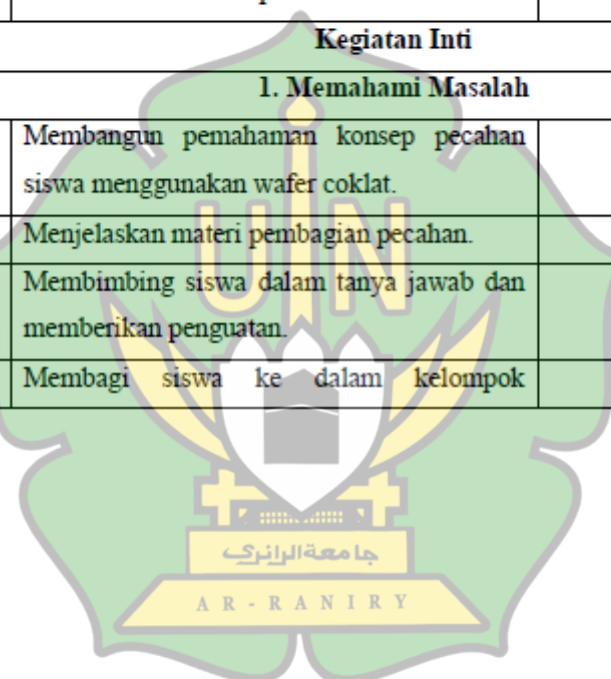 Kegiatan Inti
1. Memahami Masalah
Membangun pemahaman konsep pecahan
siswa menggunakan wafer coklat.
Menjelaskan materi pembagian pecahan.
Membimbing siswa dalam tanya jawab dan
memberikan penguatan.
Membagi siswa ke dalam kelompok
UIN
جامعة الرانري
AR-RANIRY